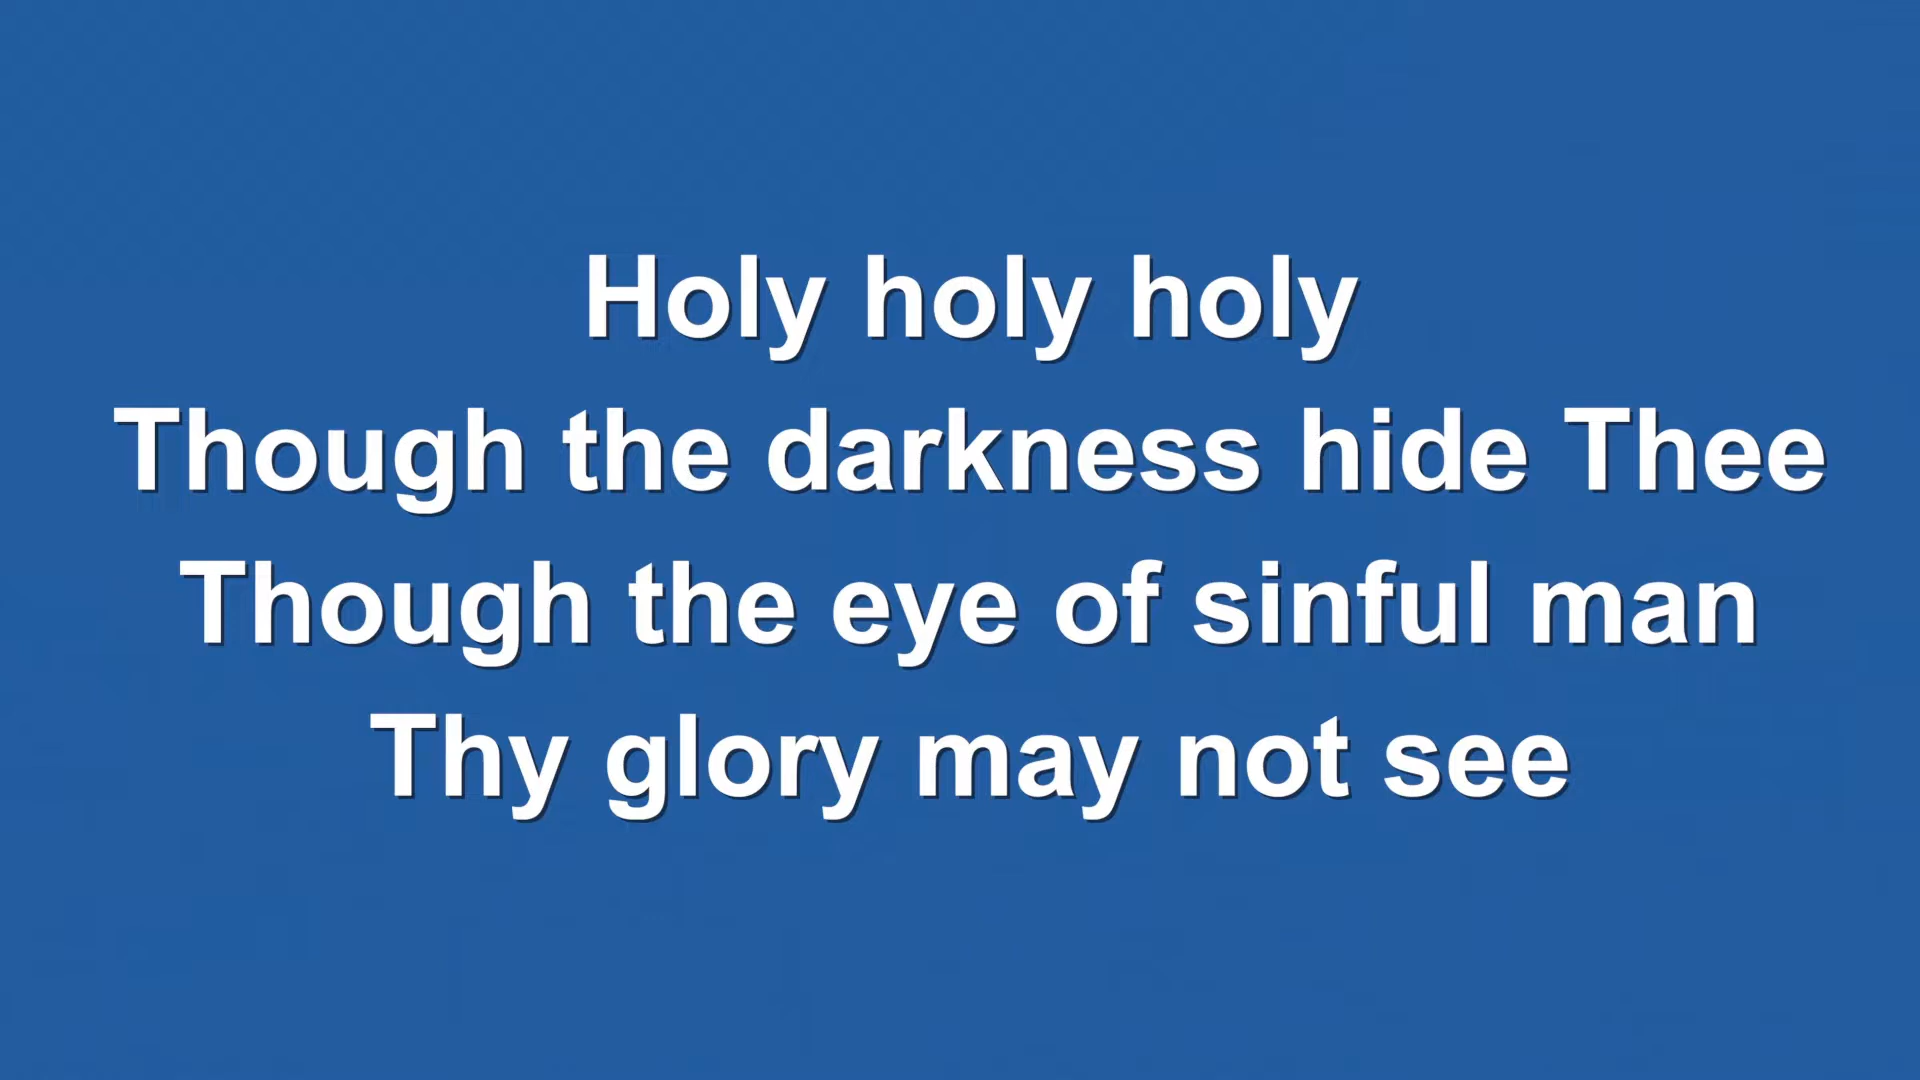 Holy holy holy
Though the darkness hide Thee
Though the eye of sinful man
Thy glory may not see